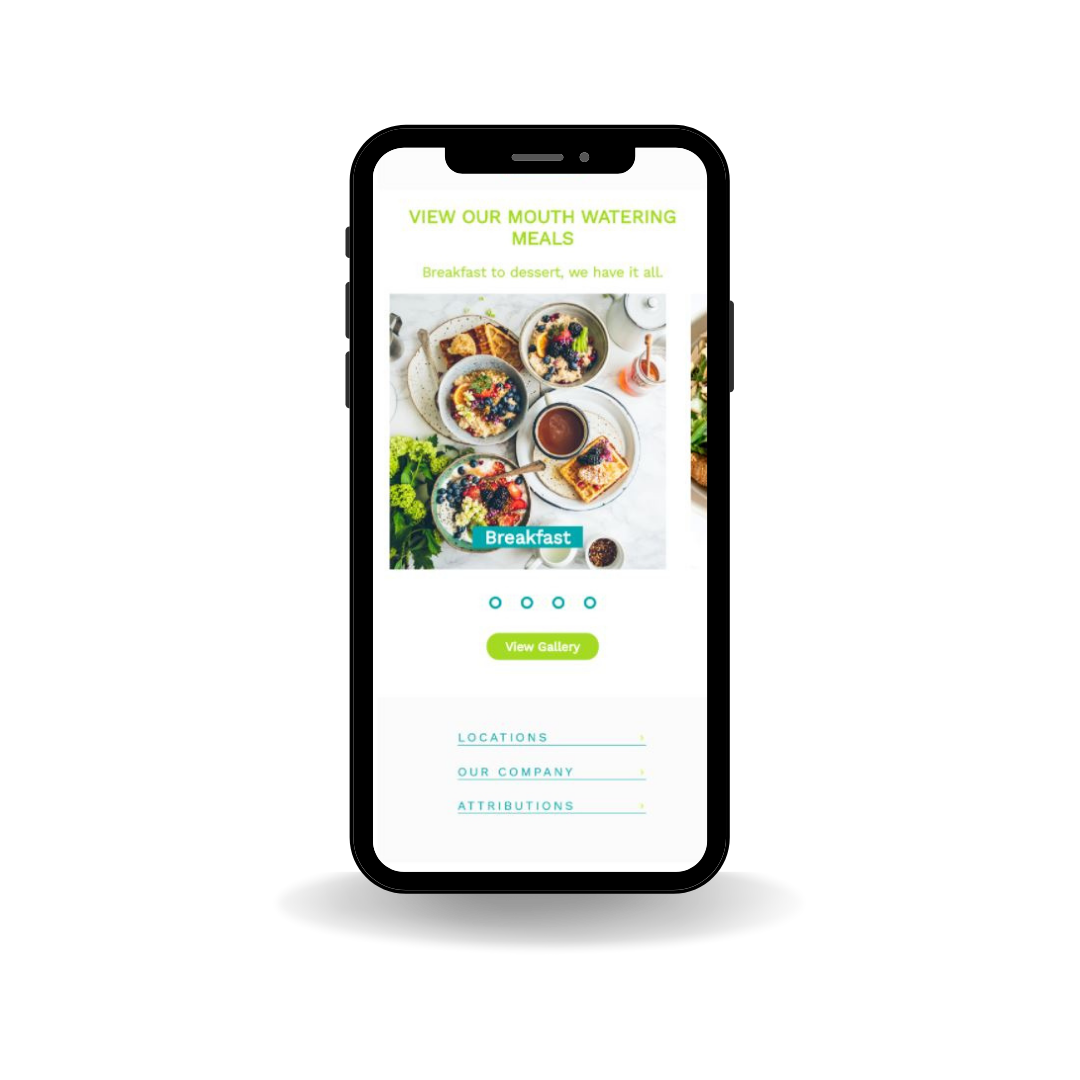 VIEW OUR MOUTH WATERING
MEALS
Breakfast to dessert, we have it all.
Breakfast
View Gallery
LOCATIONS
OUR COMPANY
ATTRIBUTIONS